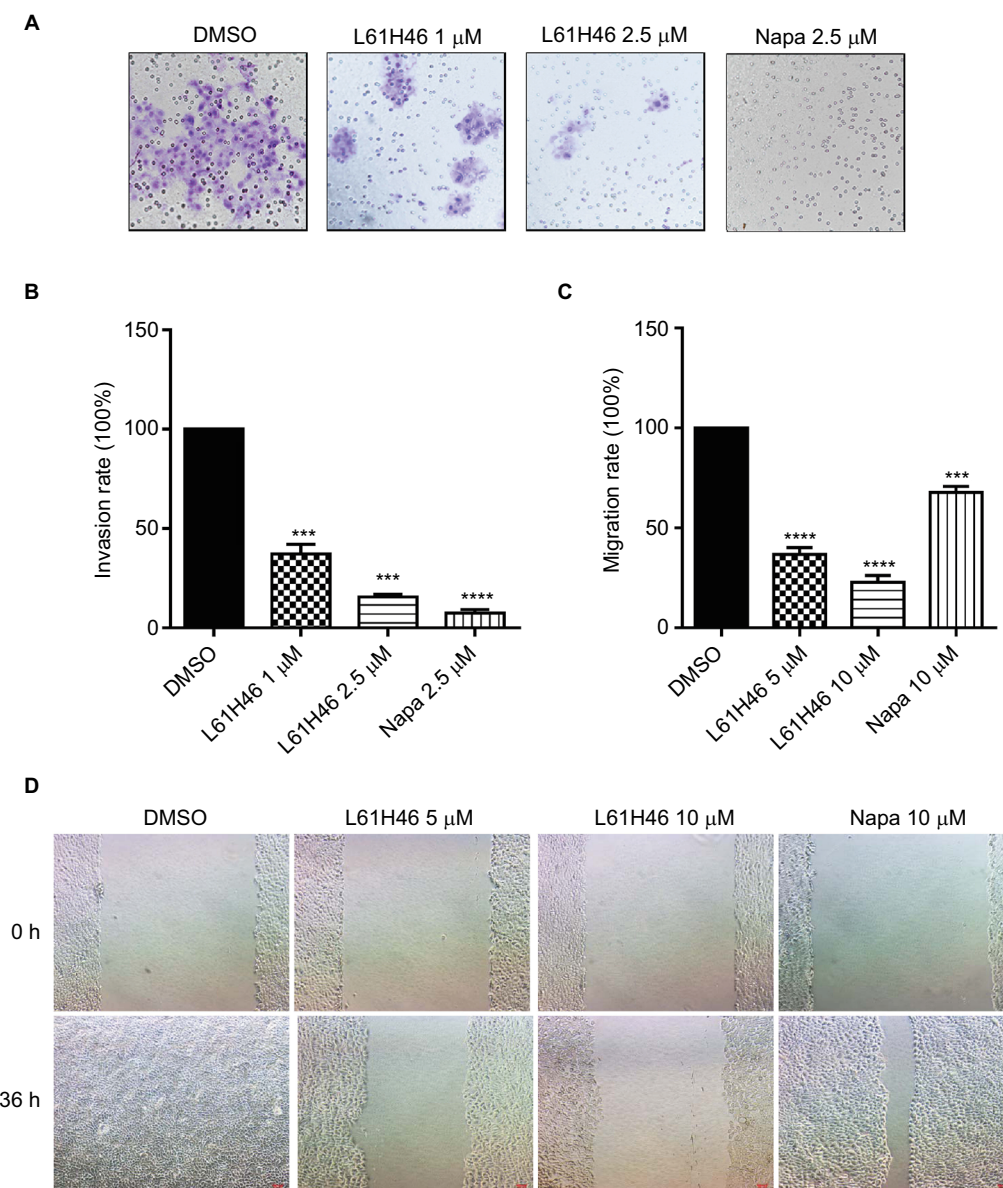 A
DMSO
L61H46 1 μM
L61H46 2.5 μM
Napa 2.5 μM
B
150
100
50
0
Invasion rate (100%)
***
***
****
DMSO
L61H46 1 μM
L61H46 2.5 μM
Napa 2.5 μM
C
150
100
50
0
Migration rate (100%)
****
****
***
DMSO
L61H46 5 μM
L61H46 10 μM
Napa 10 μM
D
DMSO
L61H46 5 μM
L61H46 10 μM
Napa 10 μM
0 h
36 h